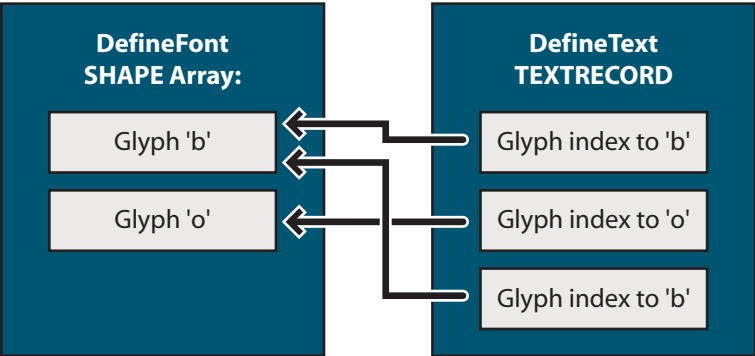 DefineFont
SHAPE Array:
Glyph 'b'
Glyph 'o'
DefineText
TEXTRECORD
Glyph index to 'b'
Glyph index to 'o'
Glyph index to 'b'